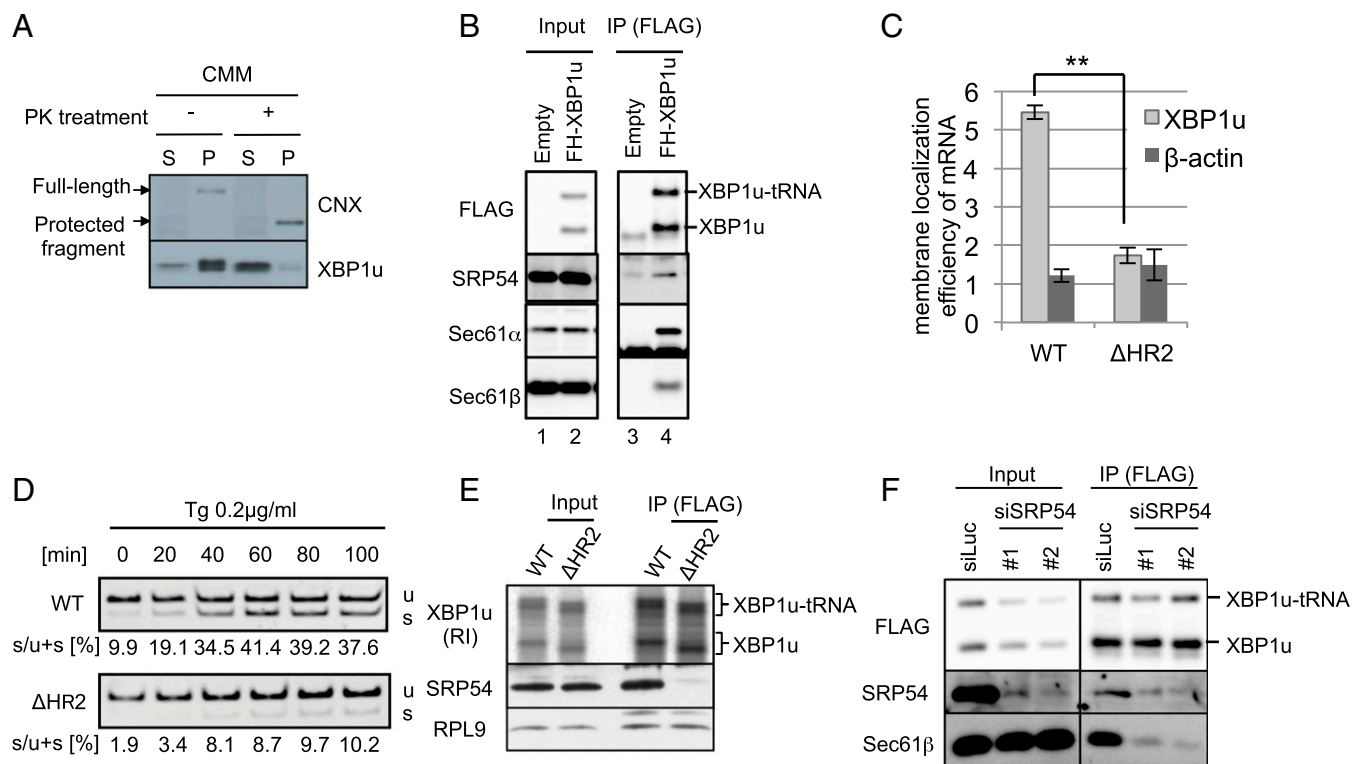 A
CMM
PK treatment - +
S P S P
Full-length
Protected
fragment
CNX
XBP1u
B
Input IP (FLAG)
Empty FH-XBP1u Empty FH-XBP1u
FLAG
XBP1u-tRNA
XBP1u
SRP54
Sec61α
Sec61β
1 2 3 4
C
membrane localization
efficiency of mRNA
**
6
5
4
3
2
1
0
XBP1u
β-actin
WT ΔHR2
D
Tg 0.2µg/ml
[min] 0 20 40 60 80 100
WT
u
s
s/u+s [%] 9.9 19.1 34.5 41.4 39.2 37.6
ΔHR2
u
s
s/u+s [%] 1.9 3.4 8.1 8.7 9.7 10.2
E
Input IP (FLAG)
WT ΔHR2 WT ΔHR2
XBP1u
(RI)
XBP1u-tRNA
XBP1u
SRP54
RPL9
F
Input IP (FLAG)
siSRP54 siSRP54
siLuc #1 #2 siLuc #1 #2
FLAG
XBP1u-tRNA
XBP1u
SRP54
Sec61β